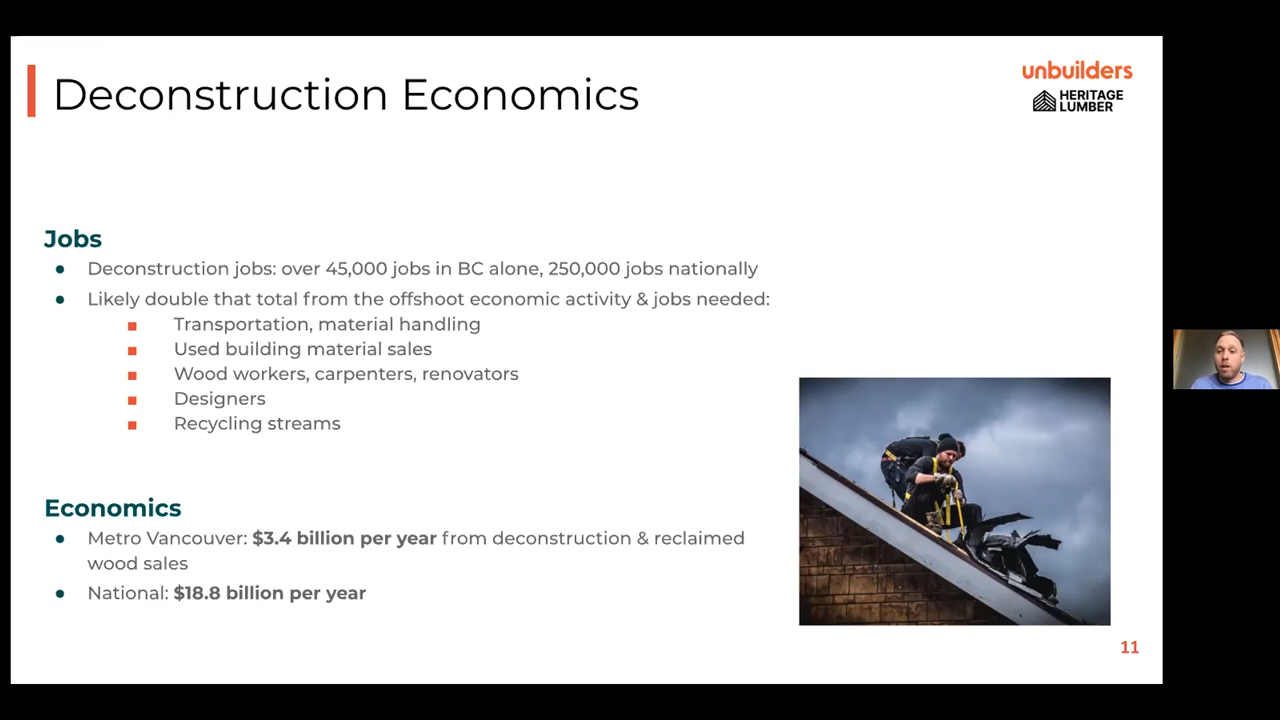 Deconstruction Economics
unbuilders
HERITAGE
LUMBER
Jobs
● Deconstruction jobs: over 45,000 jobs in BC alone, 250,000 jobs nationally
● Likely double that total from the offshoot economic activity & jobs needed:
■ Transportation, material handling
■ Used building material sales
■ Wood workers, carpenters, renovators
■ Designers
■ Recycling streams
Economics
● Metro Vancouver: $3.4 billion per year from deconstruction & reclaimed
wood sales
● National: $18.8 billion per year
11